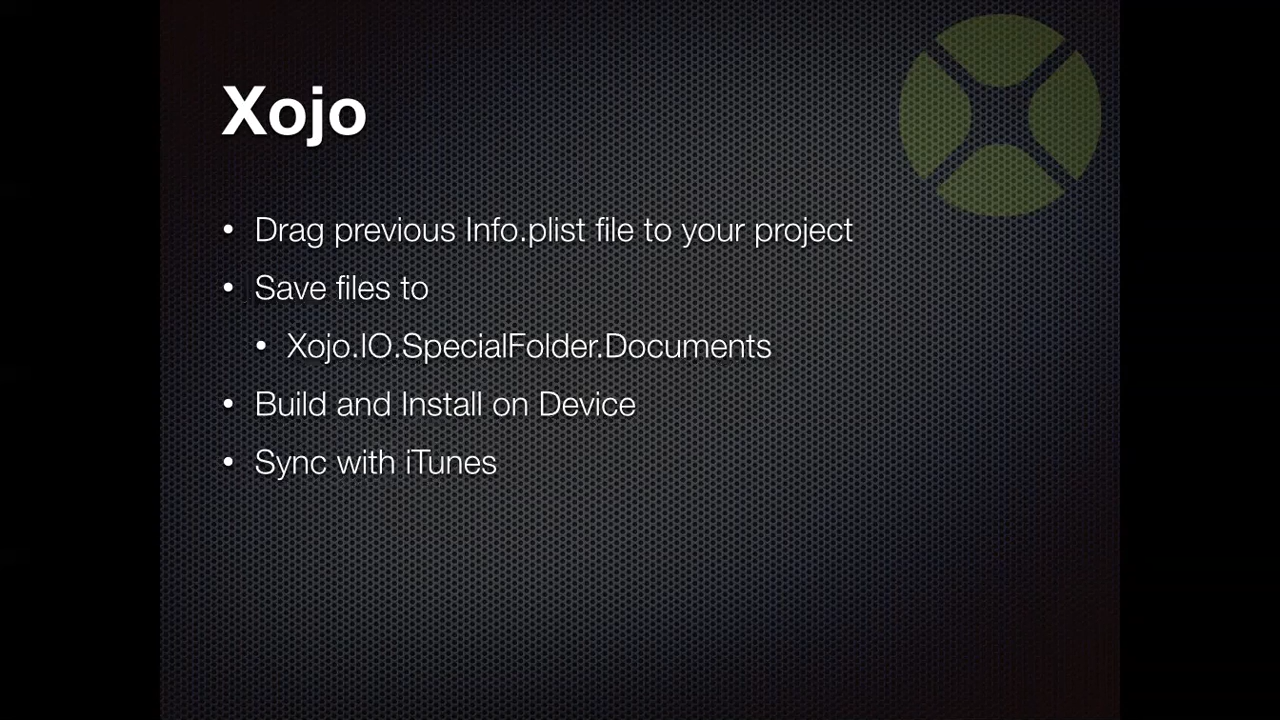 Xojo
• Drag previous Info.plist file to your project
• Save files to
• Xojo.IO.SpecialFolder.Documents
• Build and Install on Device
• Sync with iTunes